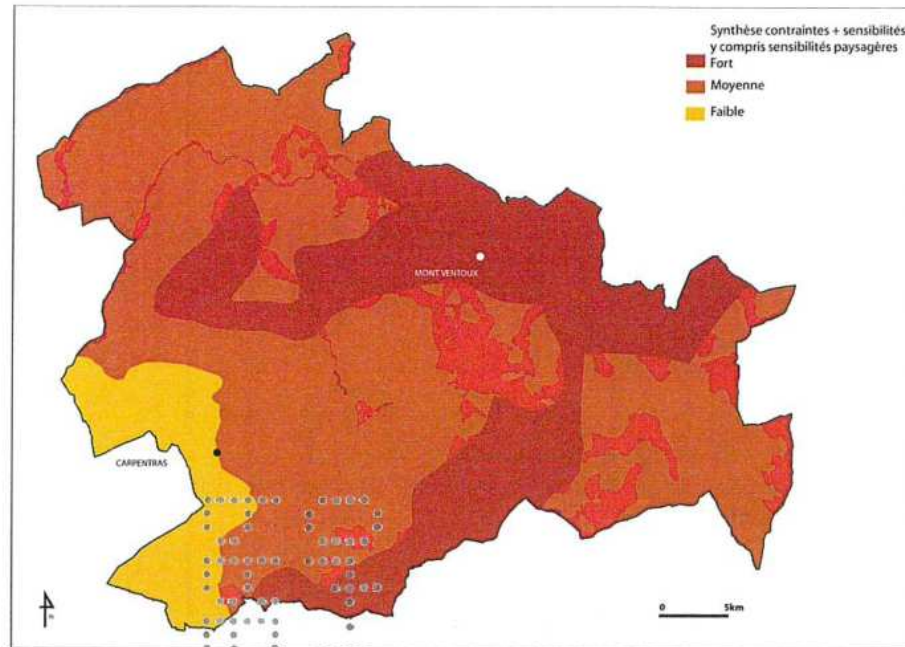 Synthèse contraintes + sensibilités
y compris sensibilités paysagères
Fort
Moyenne
Faible
MONT VENTOUX
CARPENTRAS
0 5km